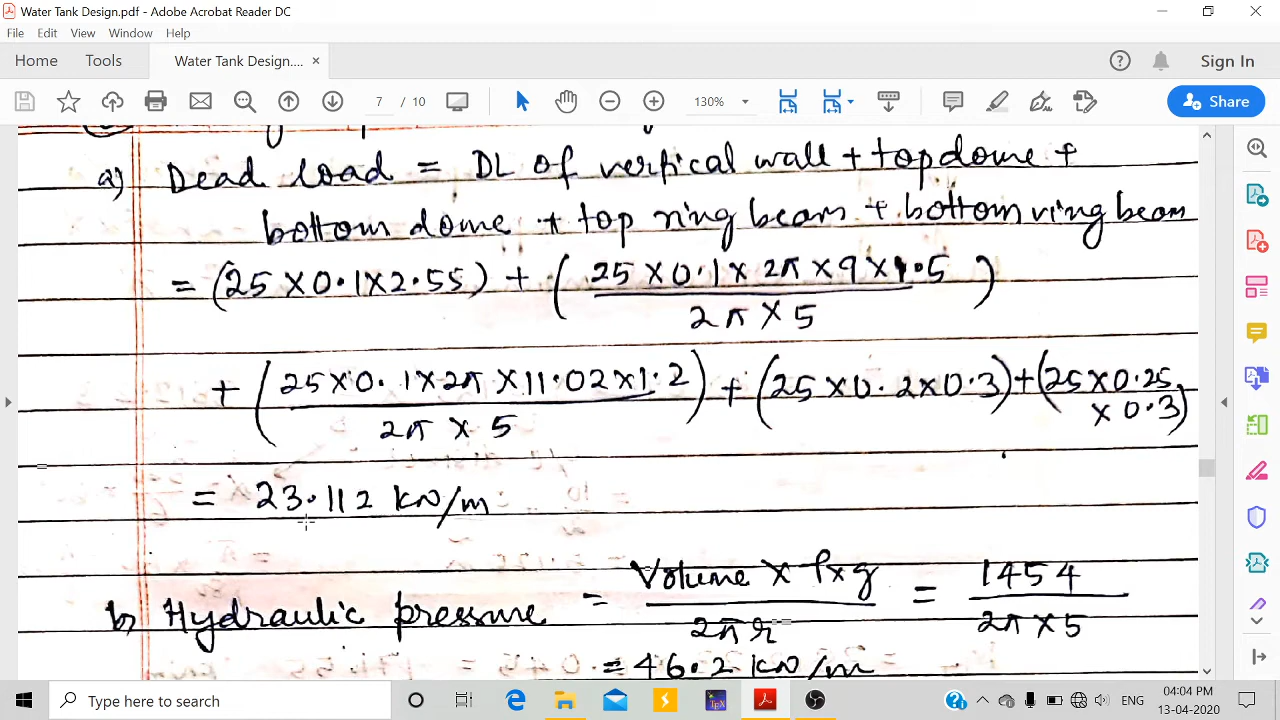 Water Tank Design.pdf - Adobe Acrobat Reader DC
File Edit View Window Help
Home Tools Water Tank Design.... × Sign In
7 / 10 130% Share
a) Dead load = DL of vertical wall + top dome +
bottom dome + top ring beam + bottom ring beam
= (25 × 0.1 × 2.55) + ( 25 × 0.1 × 2π × 9 × 1.5 )
2π × 5
+ ( 25 × 0.1 × 2π × 11.02 × 1.2 ) + (25 × 0.2 × 0.3) + (25 × 0.25
2π × 5 × 0.3)
= 23.112 kN/m
b) Hydraulic pressure = Volume × ρ × g = 1454
2πr 2π × 5
= 46.2 kN/m
Type here to search ENG 04:04 PM
13-04-2020